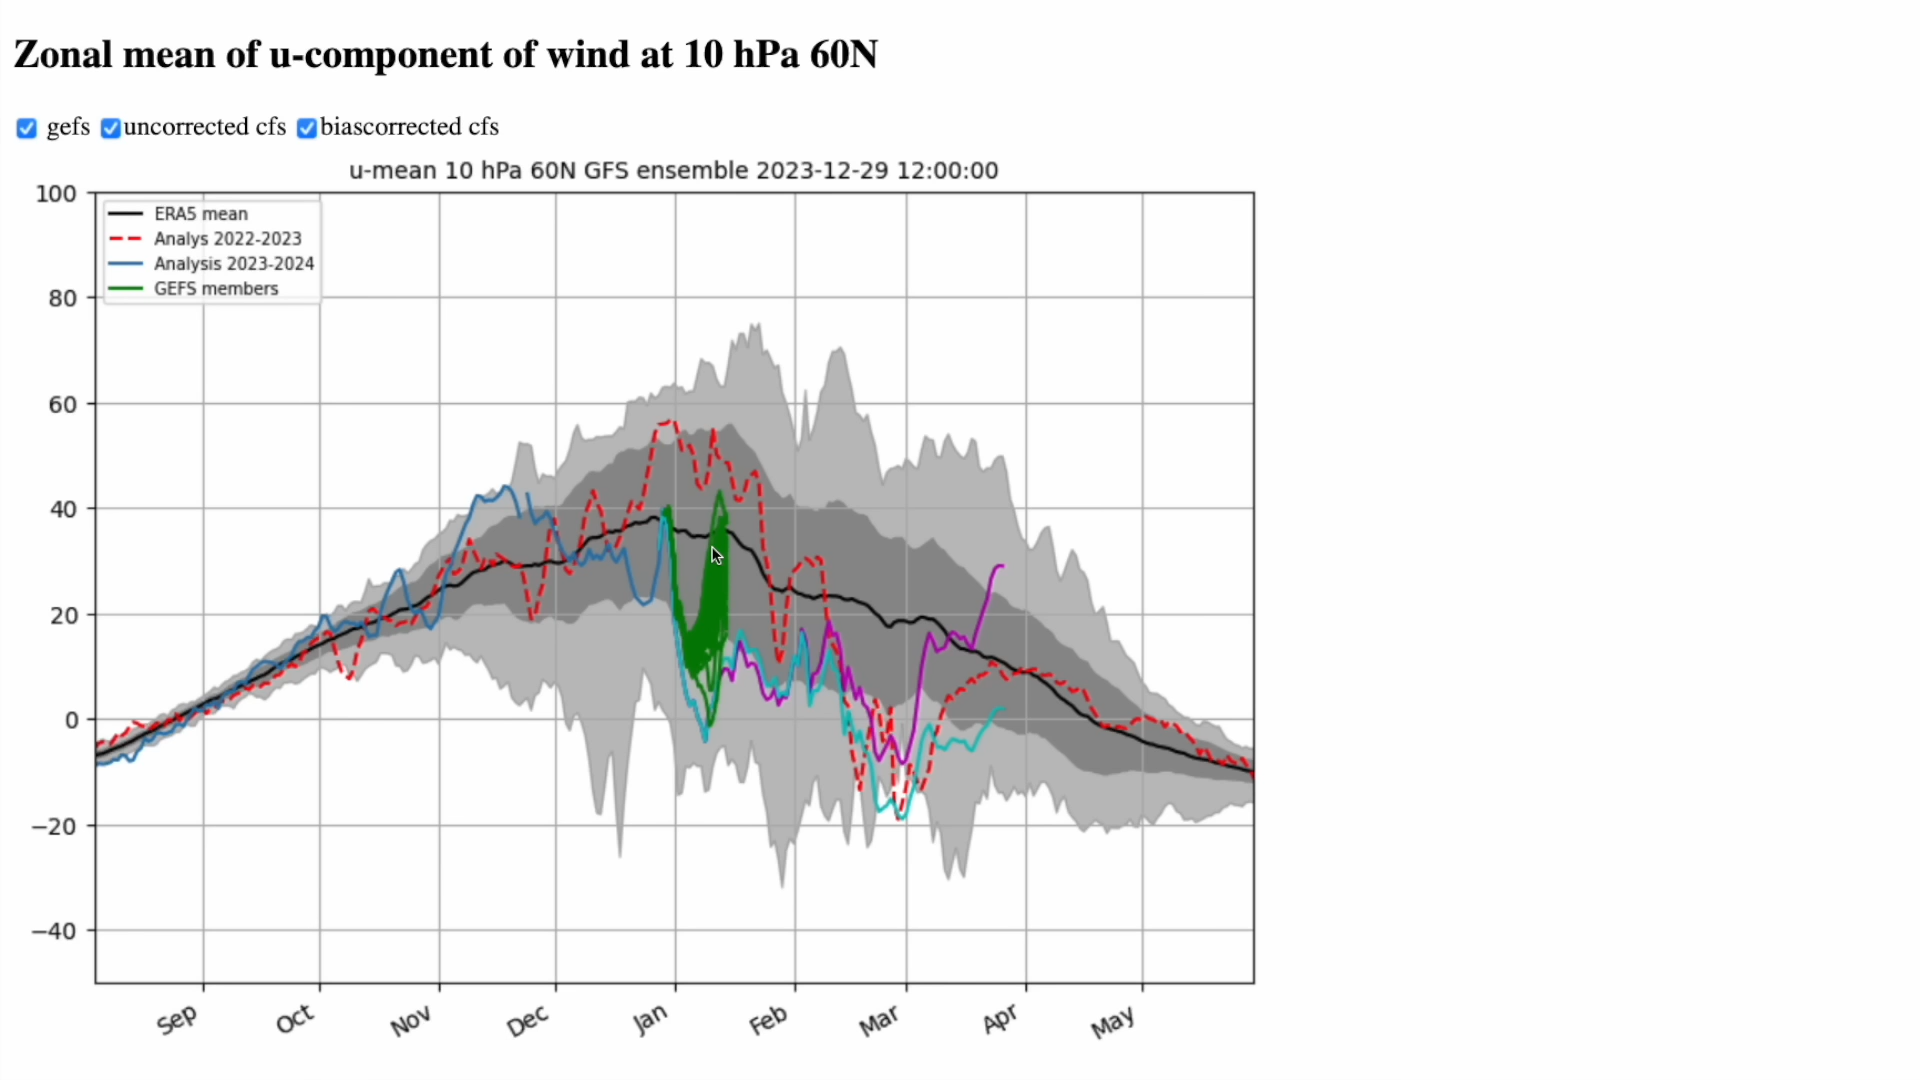 Zonal mean of u-component of wind at 10 hPa 60N
gefs uncorrected cfs biascorrected cfs
u-mean 10 hPa 60N GFS ensemble 2023-12-29 12:00:00
100
80
60
40
20
0
−20
−40
ERA5 mean
Analys 2022-2023
Analysis 2023-2024
GEFS members
Sep Oct Nov Dec Jan Feb Mar Apr May